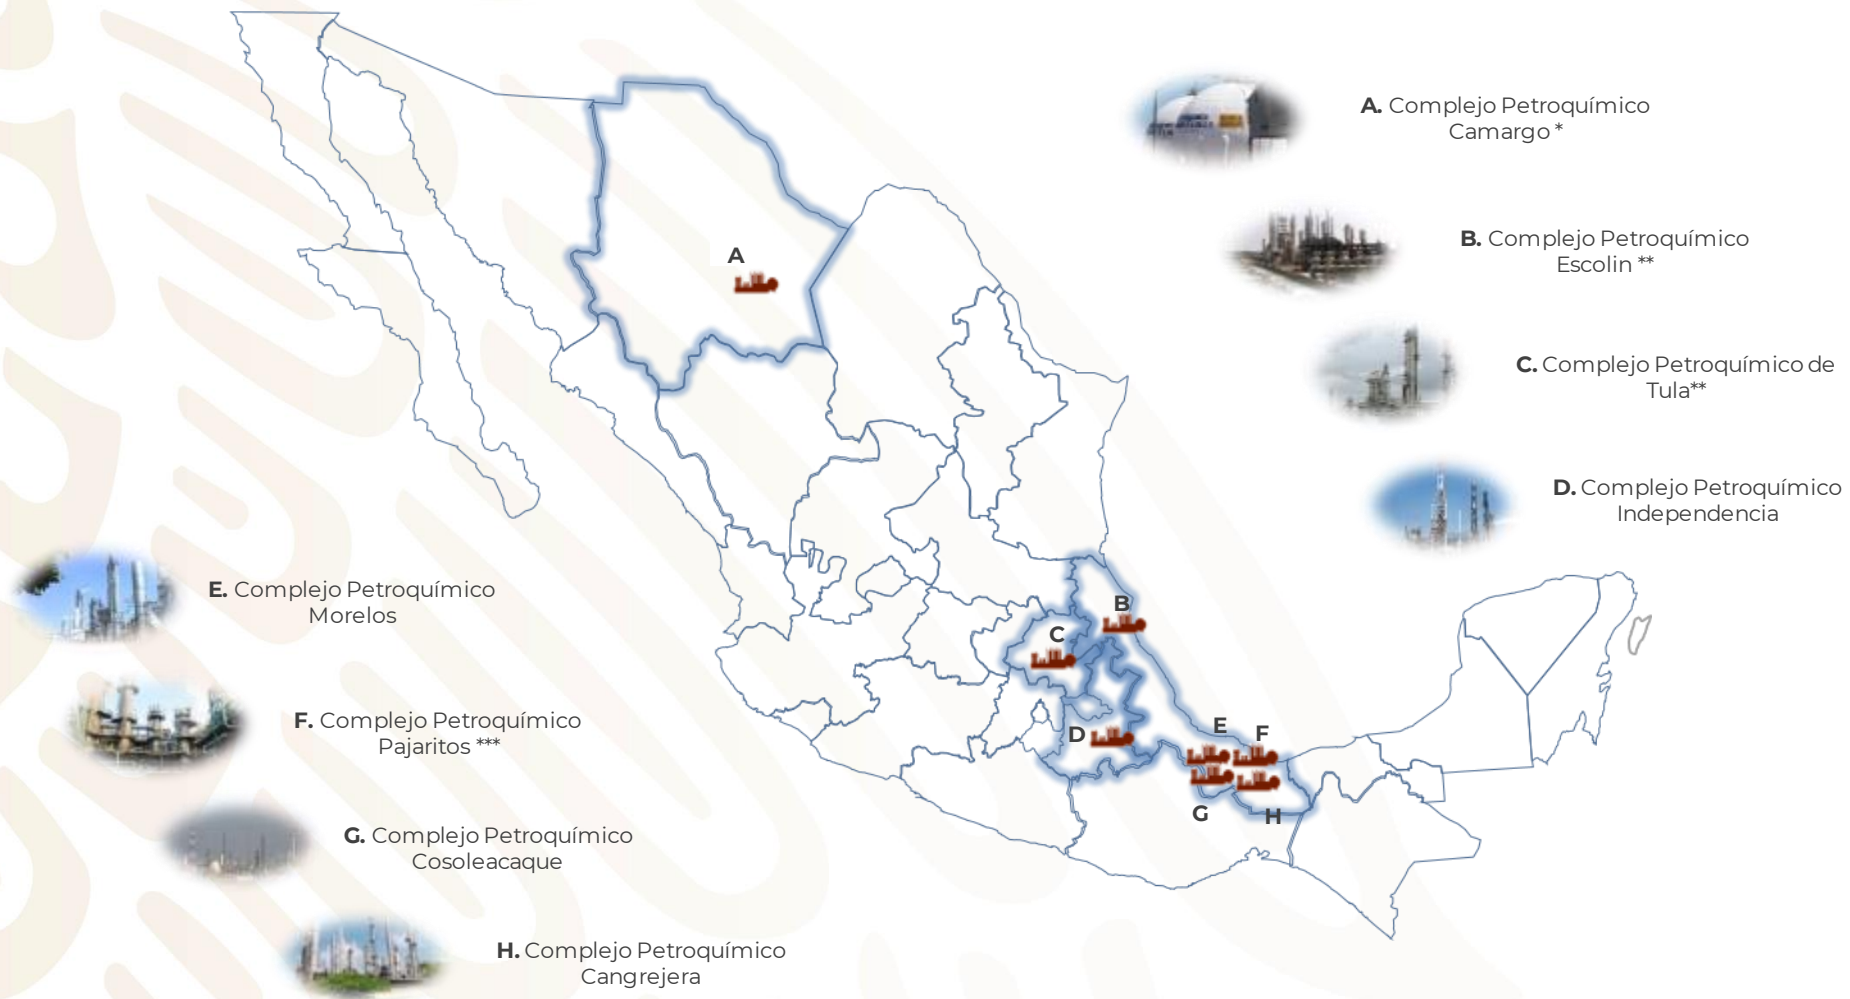 A. Complejo Petroquímico
Camargo *
B. Complejo Petroquímico
Escolin **
C. Complejo Petroquímico de
Tula**
D. Complejo Petroquímico
Independencia
E. Complejo Petroquímico
Morelos
F. Complejo Petroquímico
Pajaritos ***
G. Complejo Petroquímico
Cosoleacaque
H. Complejo Petroquímico
Cangrejera
A
B
C
D
E
F
G
H